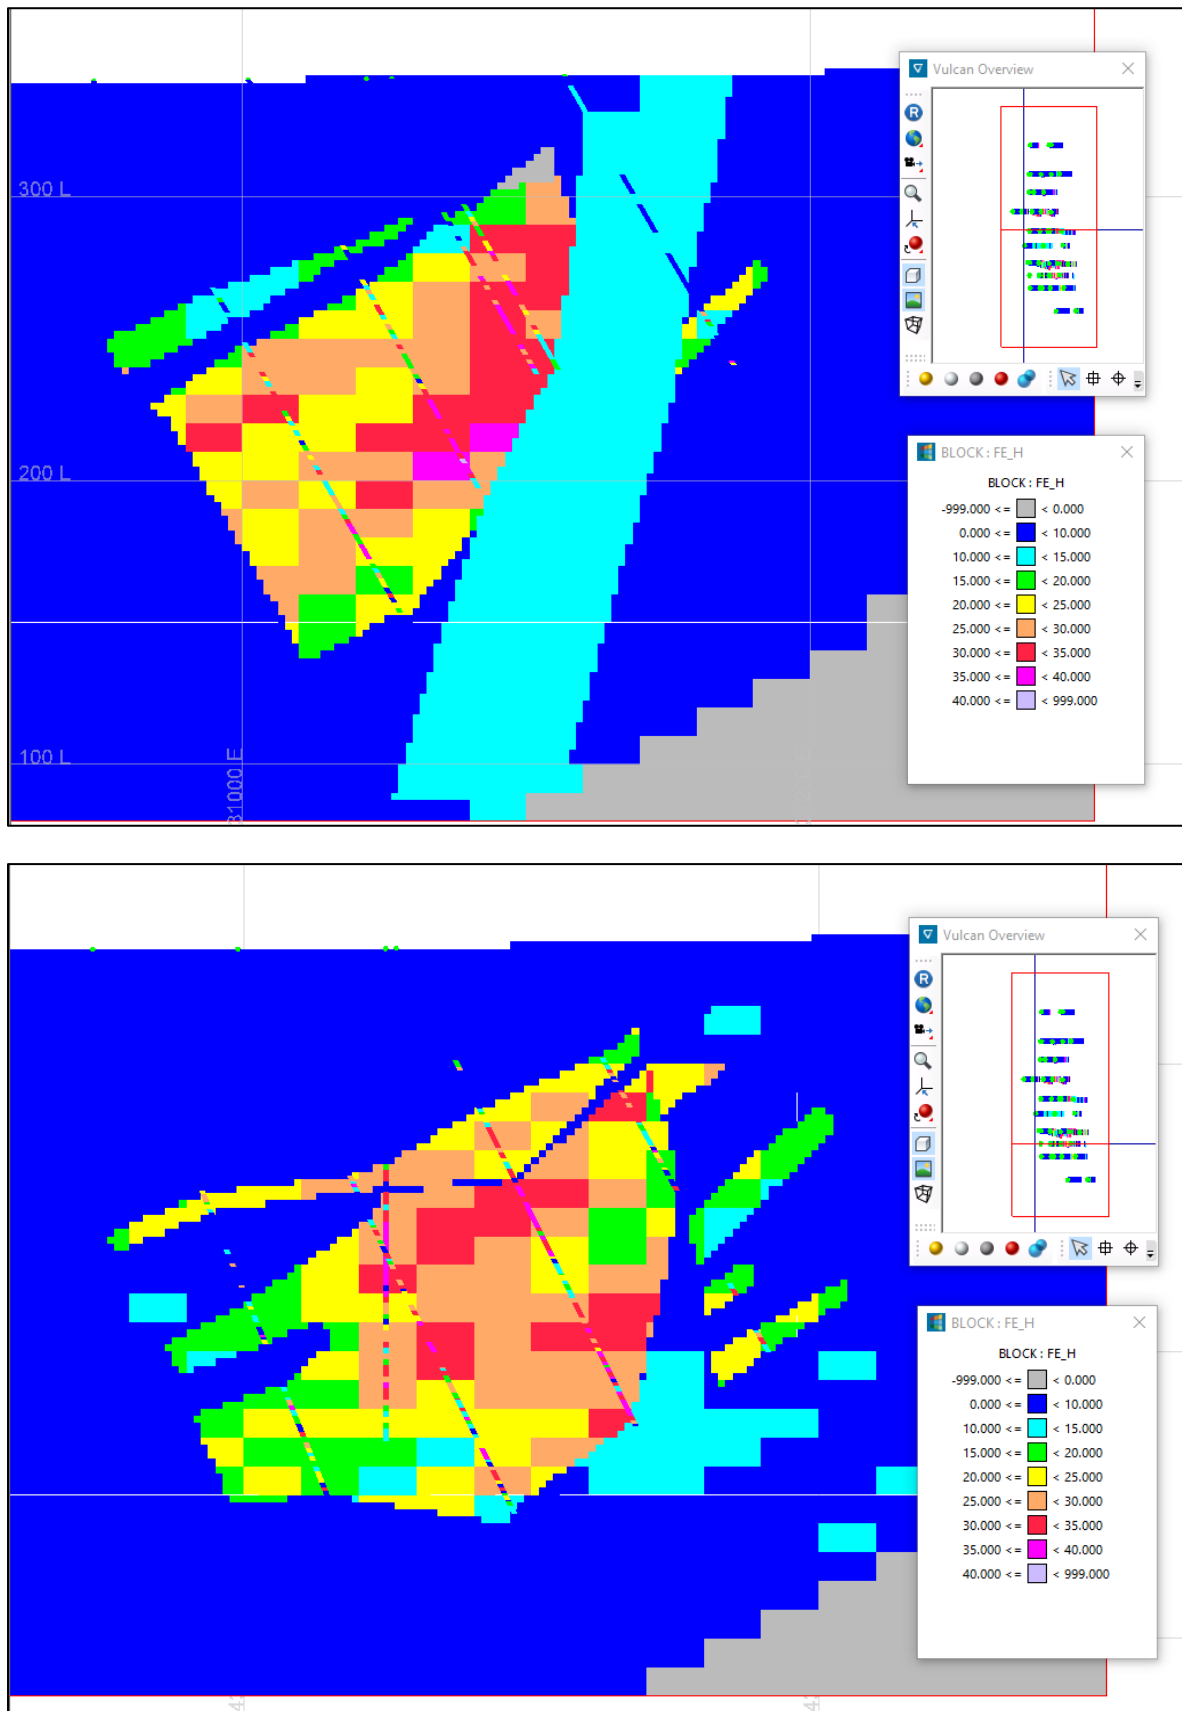 Vulcan Overview
300 L
200 L
100 L
BLOCK : FE_H
BLOCK : FE_H
-999.000 <= < 0.000
0.000 <= < 10.000
10.000 <= < 15.000
15.000 <= < 20.000
20.000 <= < 25.000
25.000 <= < 30.000
30.000 <= < 35.000
35.000 <= < 40.000
40.000 <= < 999.000
Vulcan Overview
BLOCK : FE_H
BLOCK : FE_H
-999.000 <= < 0.000
0.000 <= < 10.000
10.000 <= < 15.000
15.000 <= < 20.000
20.000 <= < 25.000
25.000 <= < 30.000
30.000 <= < 35.000
35.000 <= < 40.000
40.000 <= < 999.000